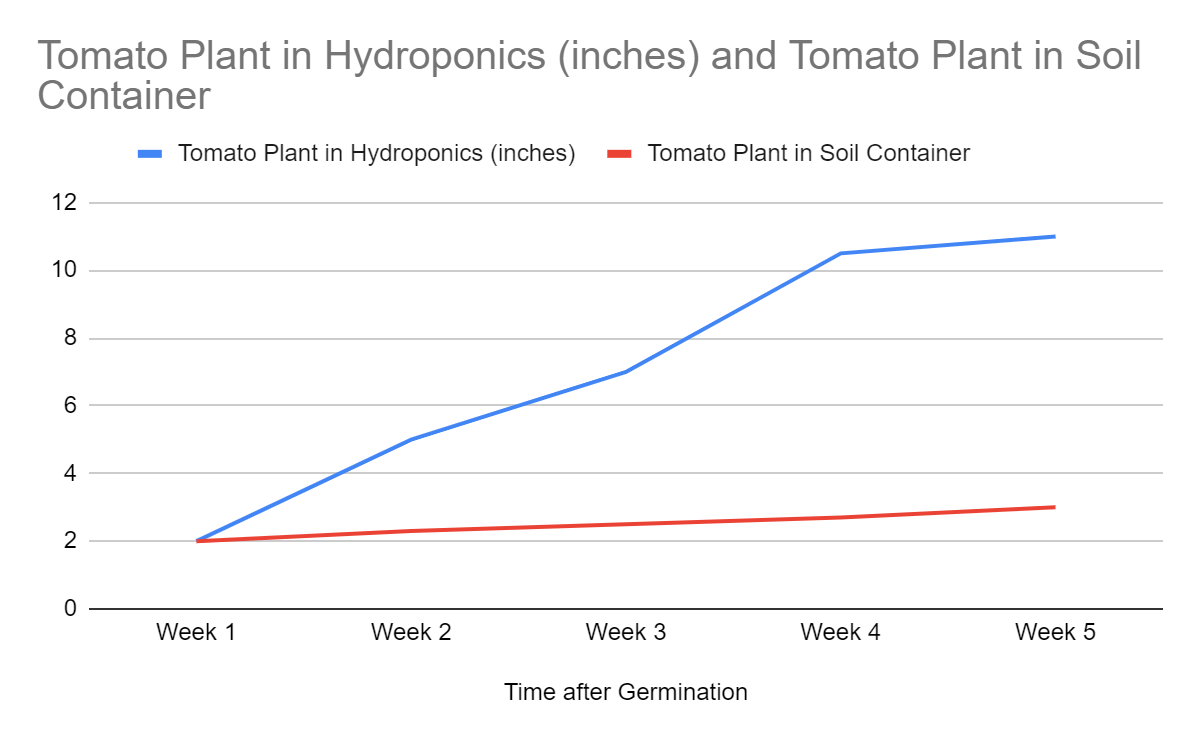 Tomato Plant in Hydroponics (inches) and Tomato Plant in Soil
Container
Tomato Plant in Hydroponics (inches) Tomato Plant in Soil Container
12
10
8
6
4
2
0
Week 1 Week 2 Week 3 Week 4 Week 5
Time after Germination